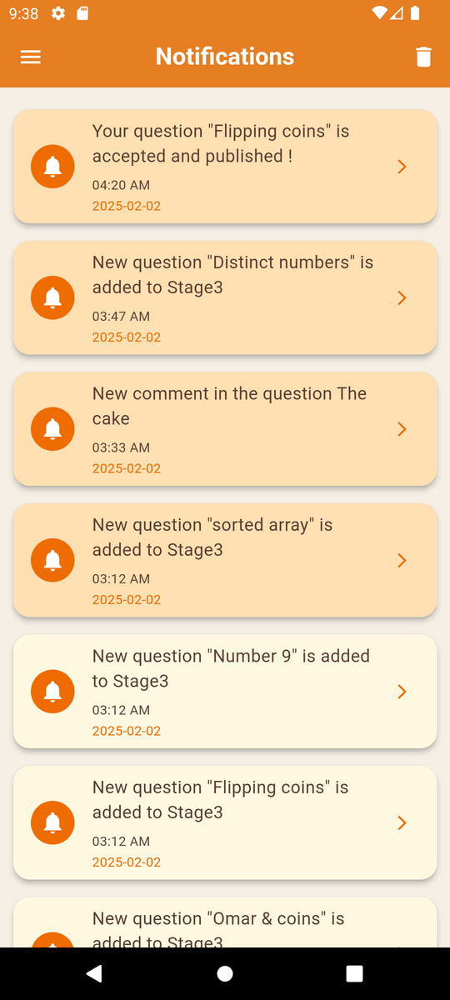 9:38
Notifications
Your question "Flipping coins" is
accepted and published !
04:20 AM
2025-02-02
New question "Distinct numbers" is
added to Stage3
03:47 AM
2025-02-02
New comment in the question The
cake
03:33 AM
2025-02-02
New question "sorted array" is
added to Stage3
03:12 AM
2025-02-02
New question "Number 9" is added
to Stage3
03:12 AM
2025-02-02
New question "Flipping coins" is
added to Stage3
03:12 AM
2025-02-02
New question "Omar & coins" is
added to Stage3